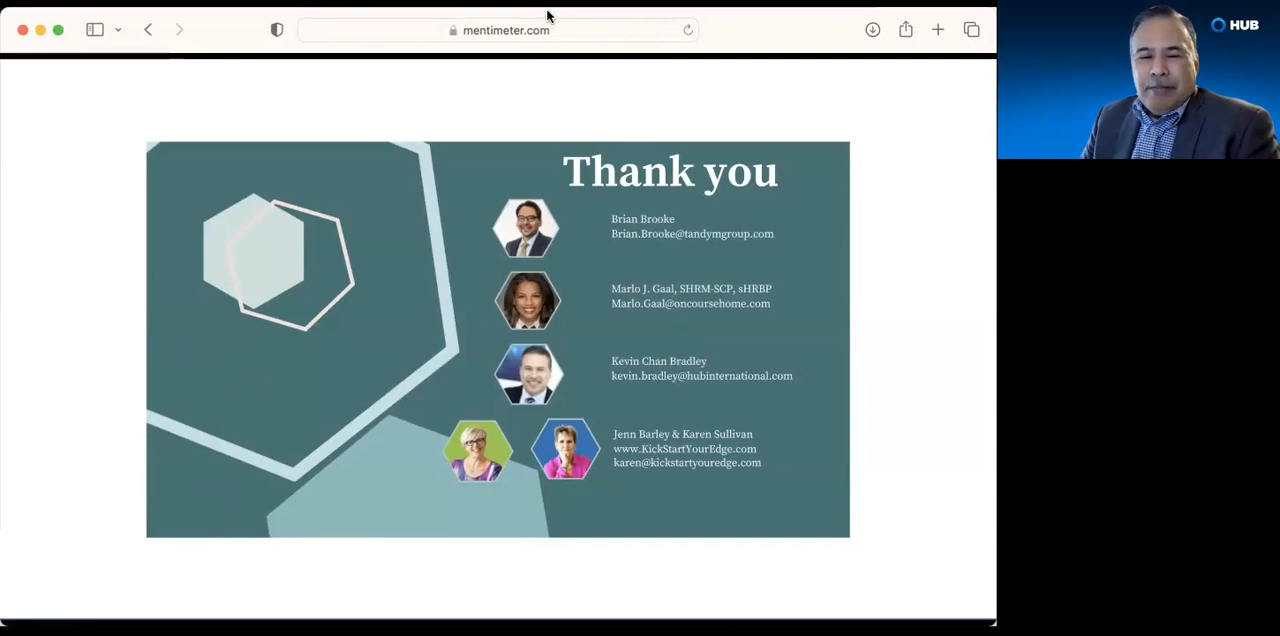 mentimeter.com
HUB
Thank you
Brian Brooke
Brian.Brooke@tandymgroup.com
Marlo J. Gaal, SHRM-SCP, sHRBP
Marlo.Gaal@oncoursehome.com
Kevin Chan Bradley
kevin.bradley@hubinternational.com
Jenn Barley & Karen Sullivan
www.KickStartYourEdge.com
karen@kickstartyouredge.com